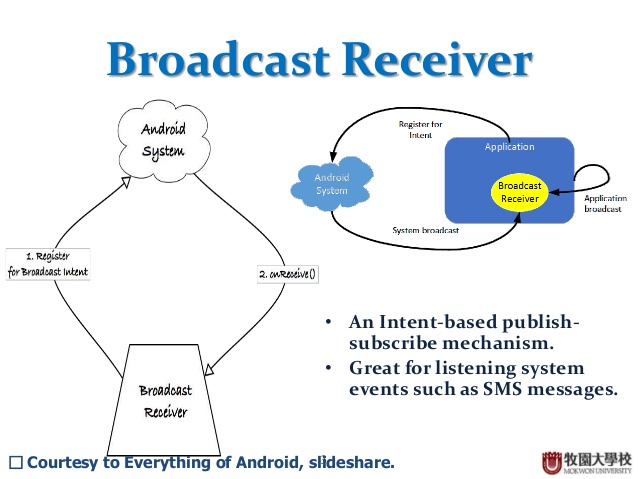 Broadcast Receiver
Android
System
1. Register
for Broadcast Intent
2. onReceive()
Broadcast
Receiver
Register for
Intent
Application
Android
System
Broadcast
Receiver
Application
broadcast
System broadcast
• An Intent-based publish-
subscribe mechanism.
• Great for listening system
events such as SMS messages.
Courtesy to Everything of Android, slideshare.
牧園大學校
MOKWON UNIVERSITY